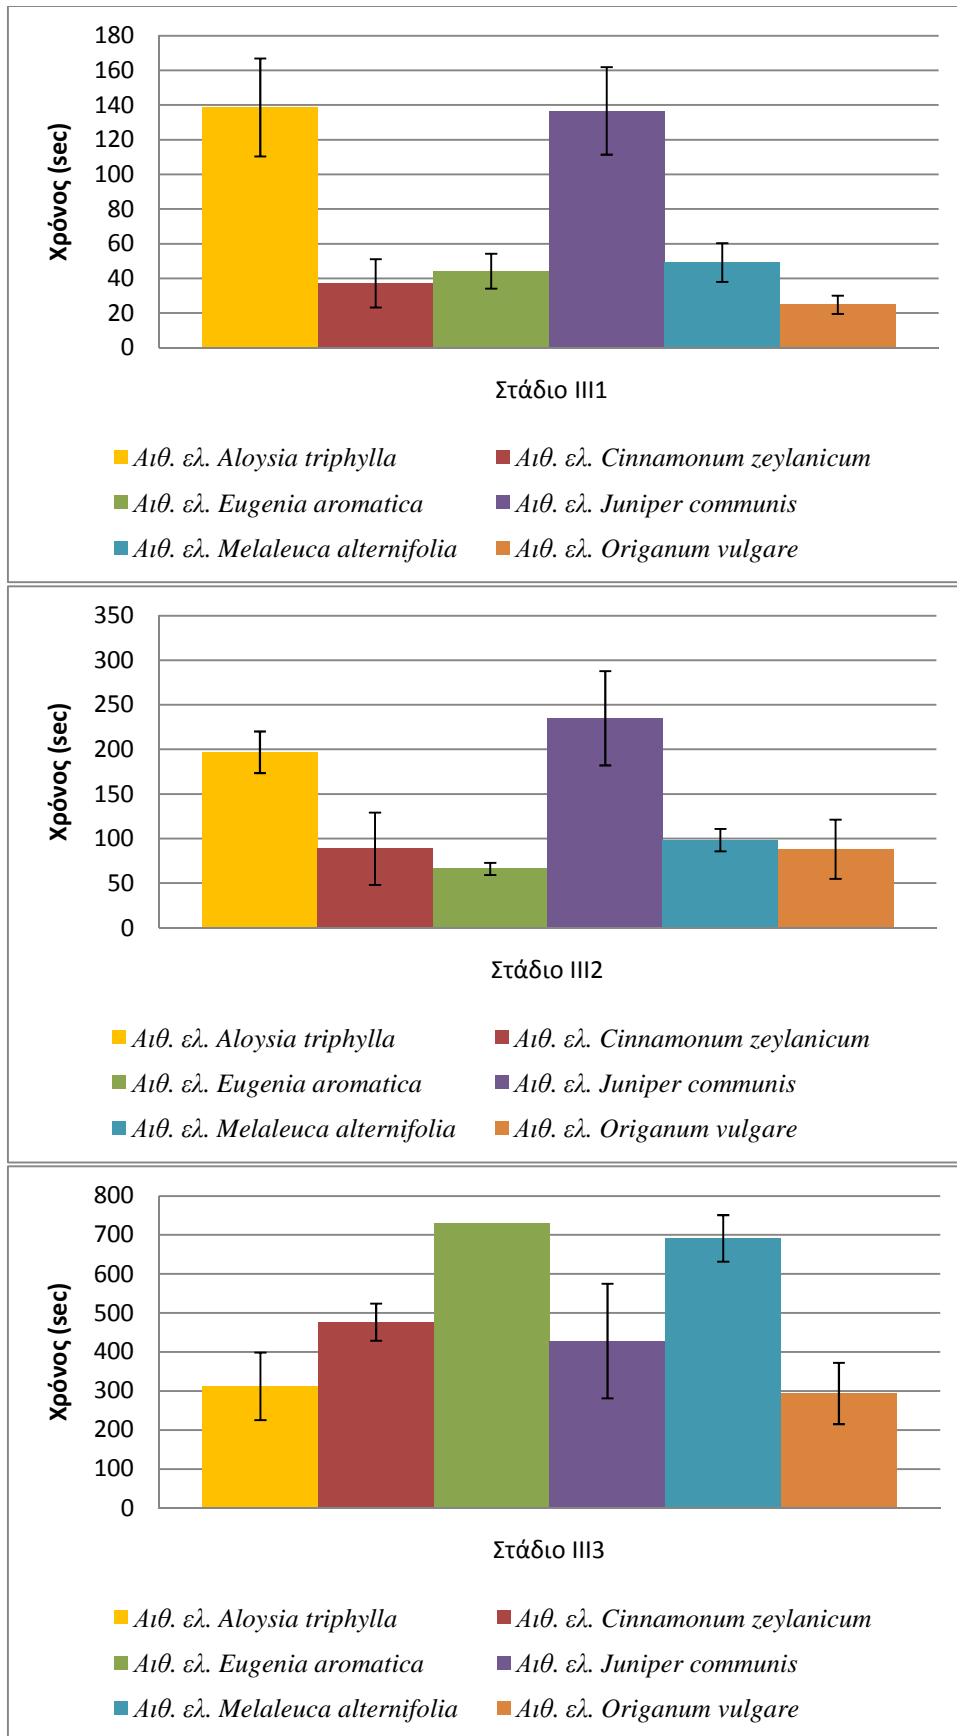 180
160
140
120
100
80
60
40
20
0
Χρόνος (sec)
Στάδιο III1
Αιθ. ελ. Aloysia triphylla
Αιθ. ελ. Cinnamonum zeylanicum
Αιθ. ελ. Eugenia aromatica
Αιθ. ελ. Juniper communis
Αιθ. ελ. Melaleuca alternifolia
Αιθ. ελ. Origanum vulgare
350
300
250
200
150
100
50
0
Χρόνος (sec)
Στάδιο III2
Αιθ. ελ. Aloysia triphylla
Αιθ. ελ. Cinnamonum zeylanicum
Αιθ. ελ. Eugenia aromatica
Αιθ. ελ. Juniper communis
Αιθ. ελ. Melaleuca alternifolia
Αιθ. ελ. Origanum vulgare
800
700
600
500
400
300
200
100
0
Χρόνος (sec)
Στάδιο III3
Αιθ. ελ. Aloysia triphylla
Αιθ. ελ. Cinnamonum zeylanicum
Αιθ. ελ. Eugenia aromatica
Αιθ. ελ. Juniper communis
Αιθ. ελ. Melaleuca alternifolia
Αιθ. ελ. Origanum vulgare